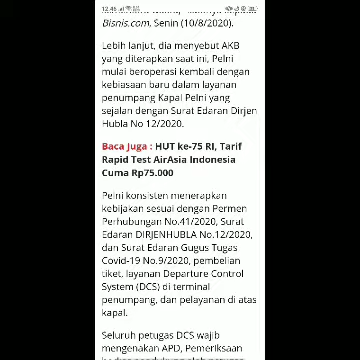 12.46
Bisnis.com, Senin (10/8/2020).
Lebih lanjut, dia menyebut AKB
yang diterapkan saat ini, Pelni
mulai beroperasi kembali dengan
kebiasaan baru dalam layanan
penumpang Kapal Pelni yang
sejalan dengan Surat Edaran Dirjen
Hubla No 12/2020.
Baca Juga : HUT ke-75 RI, Tarif
Rapid Test AirAsia Indonesia
Cuma Rp75.000
Pelni konsisten menerapkan
kebijakan sesuai dengan Permen
Perhubungan No.41/2020, Surat
Edaran DIRJENHUBLA No.12/2020,
dan Surat Edaran Gugus Tugas
Covid-19 No.9/2020, pembelian
tiket, layanan Departure Control
System (DCS) di terminal
penumpang, dan pelayanan di atas
kapal.
Seluruh petugas DCS wajib
mengenakan APD, Pemeriksaan